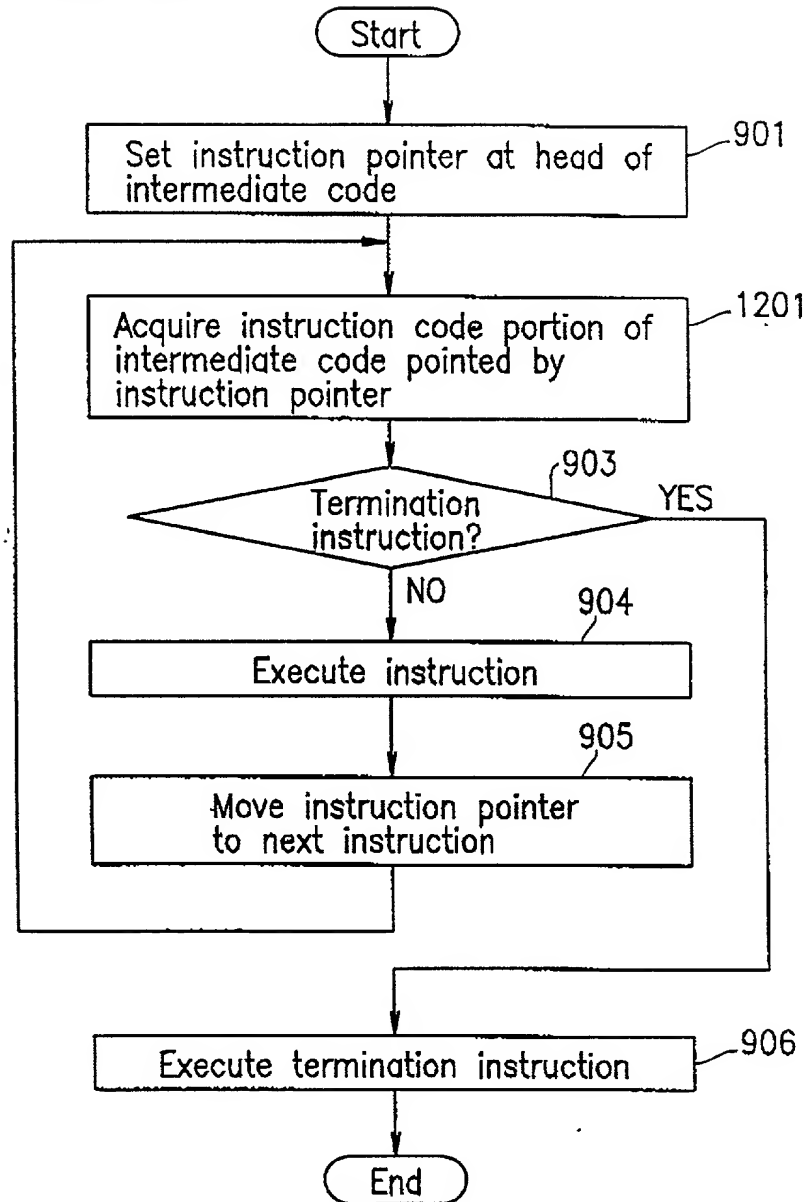 Start
901
Set instruction pointer at head of
intermediate code
1201
Acquire instruction code portion of
intermediate code pointed by
instruction pointer
903
Termination
instruction?
YES
NO
904
Execute instruction
905
Move instruction pointer
to next instruction
906
Execute termination instruction
End